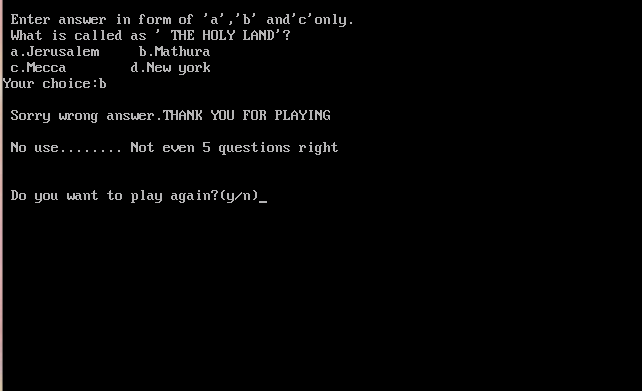 Enter answer in form of 'a','b' and'c'only.
What is called as ' THE HOLY LAND'?
a.Jerusalem     b.Mathura
c.Mecca        d.New york
Your choice:b
Sorry wrong answer.THANK YOU FOR PLAYING
No use........ Not even 5 questions right
Do you want to play again?(y/n)_